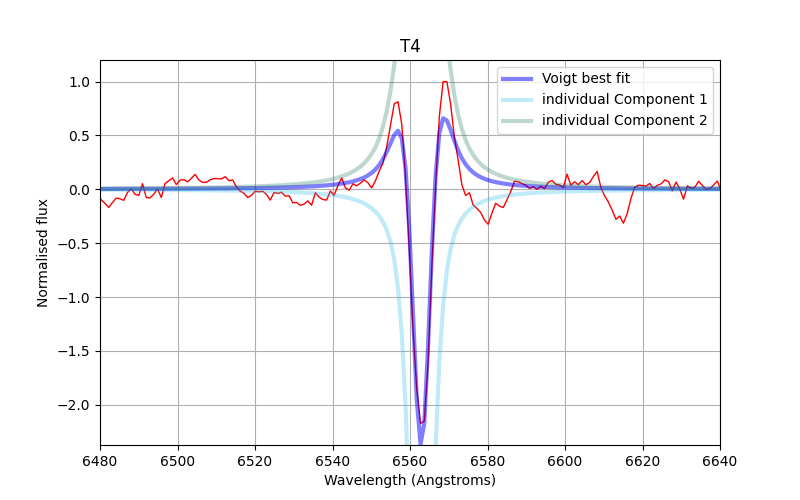 T4
Voigt best fit
individual Component 1
individual Component 2
Normalised flux
1.0
0.5
0.0
−0.5
−1.0
−1.5
−2.0
6480 6500 6520 6540 6560 6580 6600 6620 6640
Wavelength (Angstroms)